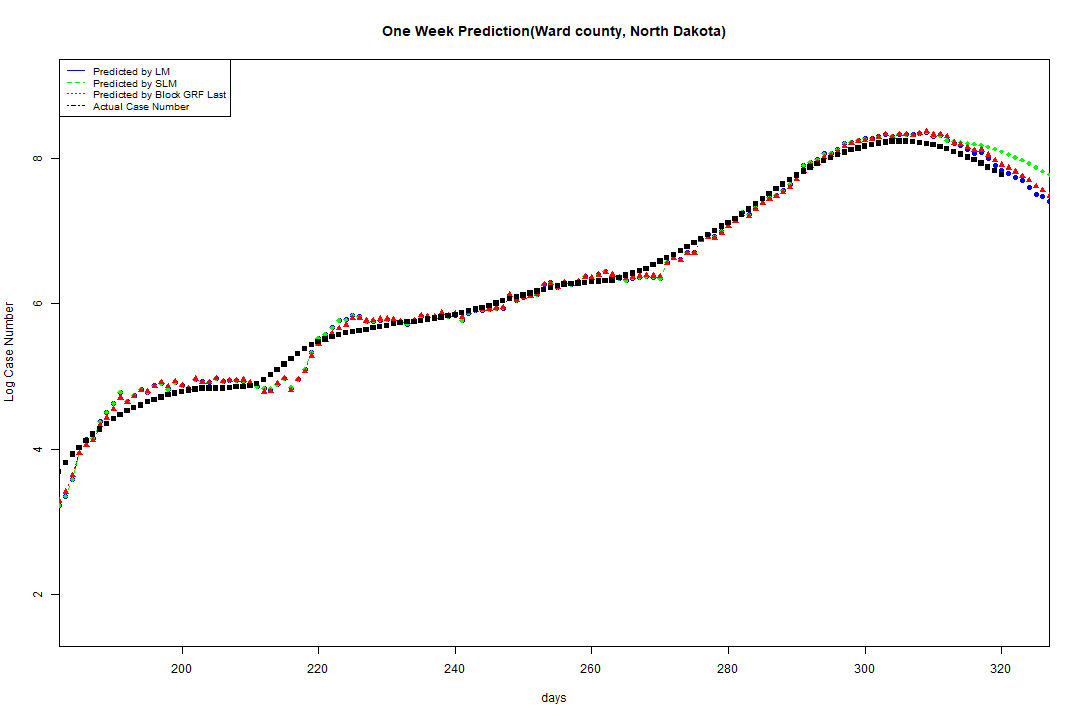 One Week Prediction(Ward county, North Dakota)
Predicted by LM
Predicted by SLM
Predicted by Block GRF Last
Actual Case Number
Log Case Number
8
6
4
2
200 220 240 260 280 300 320
days